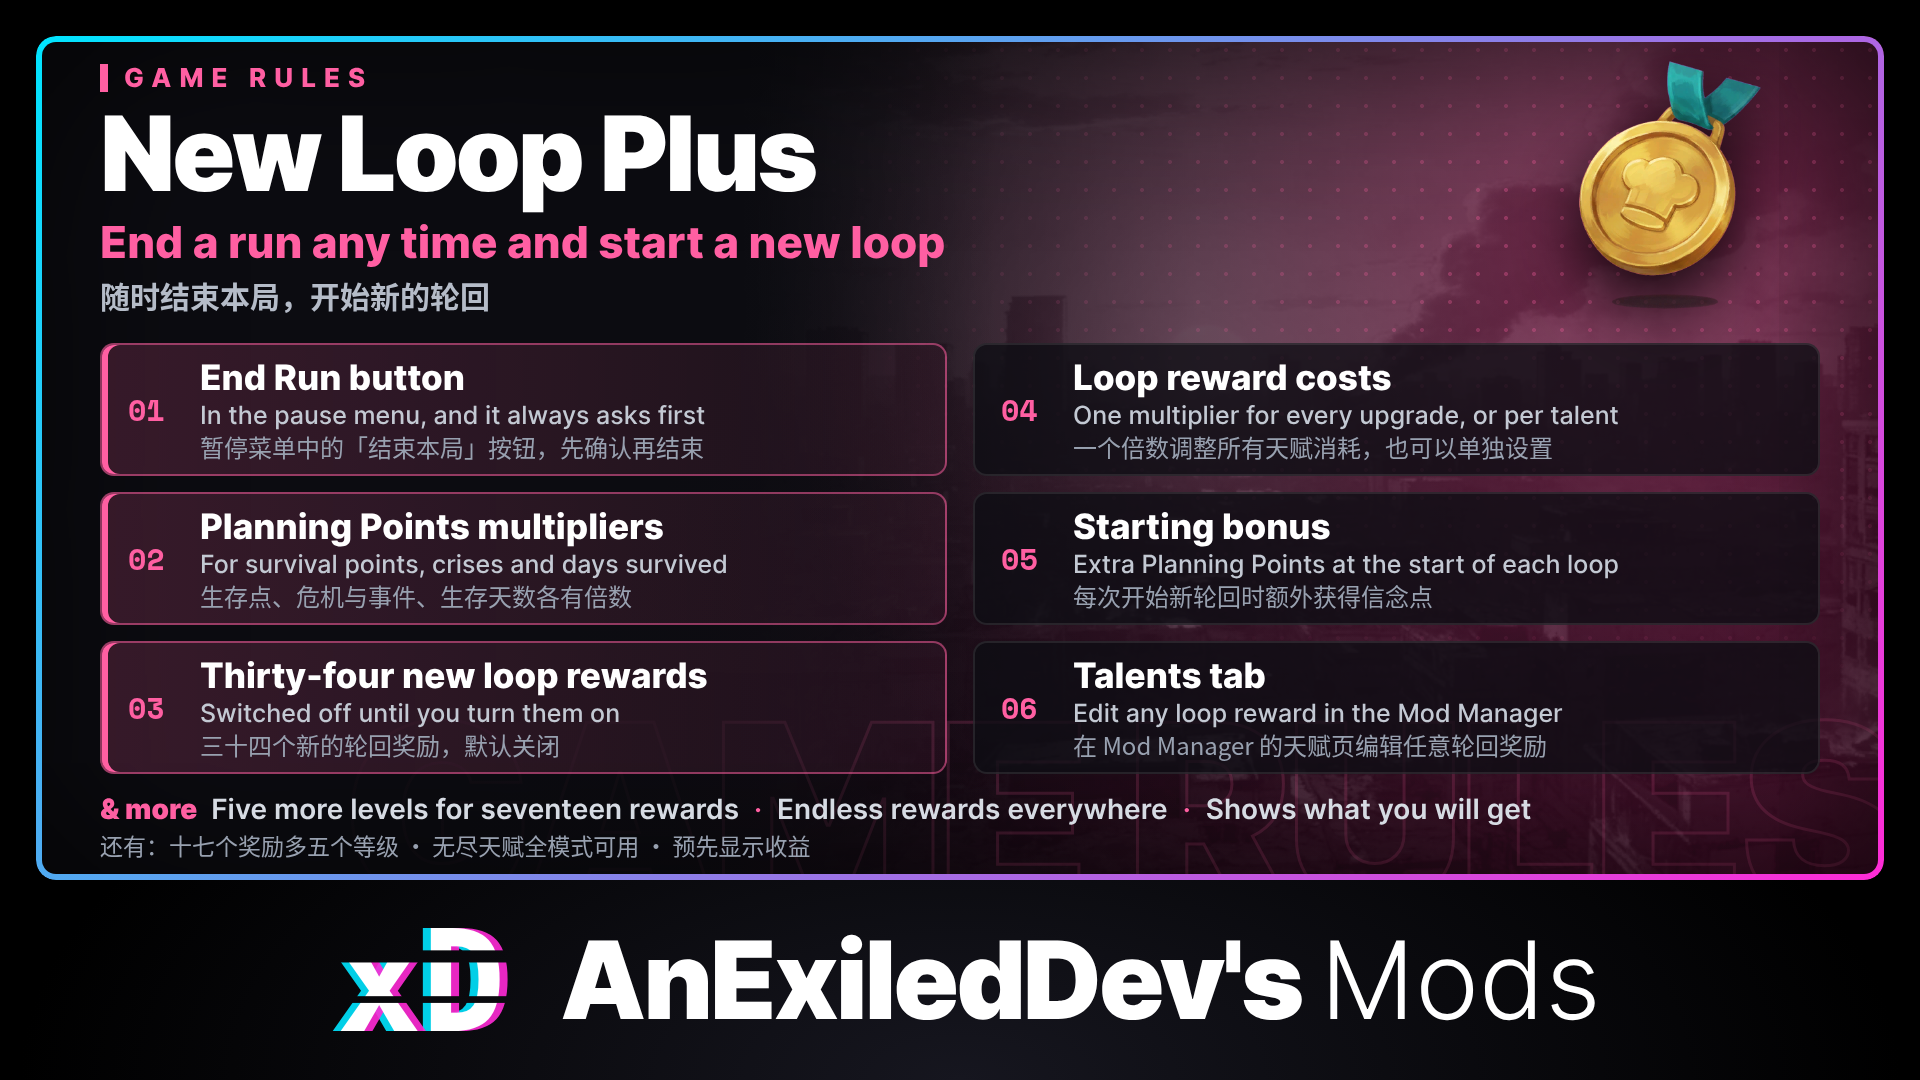 GAME RULES
New Loop Plus
End a run any time and start a new loop
随时结束本局，开始新的轮回
01
End Run button
In the pause menu, and it always asks first
暂停菜单中的「结束本局」按钮，先确认再结束
02
Planning Points multipliers
For survival points, crises and days survived
生存点、危机与事件、生存天数各有倍数
03
Thirty-four new loop rewards
Switched off until you turn them on
三十四个新的轮回奖励，默认关闭
04
Loop reward costs
One multiplier for every upgrade, or per talent
一个倍数调整所有天赋消耗，也可以单独设置
05
Starting bonus
Extra Planning Points at the start of each loop
每次开始新轮回时额外获得信念点
06
Talents tab
Edit any loop reward in the Mod Manager
在 Mod Manager 的天赋页编辑任意轮回奖励
& more Five more levels for seventeen rewards · Endless rewards everywhere · Shows what you will get
还有：十七个奖励多五个等级 · 无尽天赋全模式可用 · 预先显示收益
GAME RULES
xD AnExiledDev's Mods